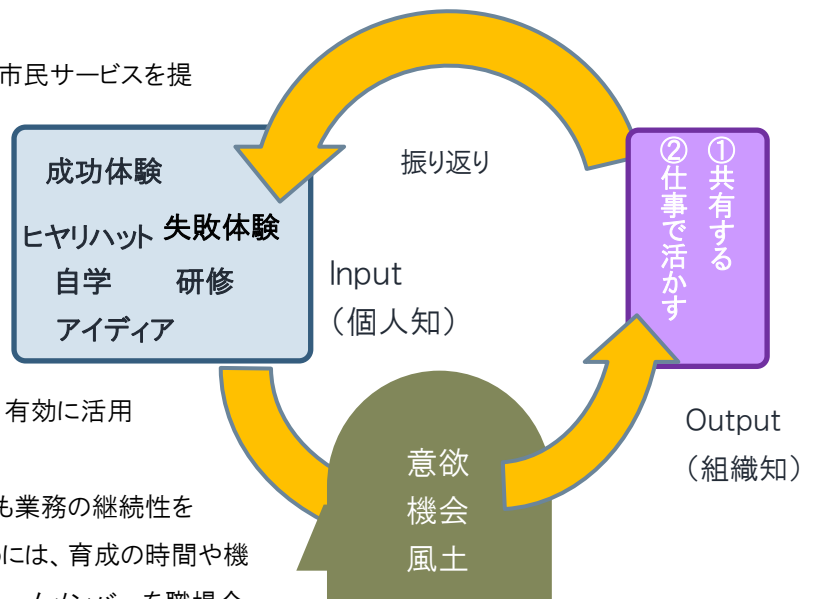 市民サービスを提
成功体験
ヒヤリハット 失敗体験
自学 研修
アイディア
振り返り
Input
（個人知）
①共有する
②仕事で活かす
Output
（組織知）
有効に活用
意欲
機会
風土
も業務の継続性を
には、育成の時間や機